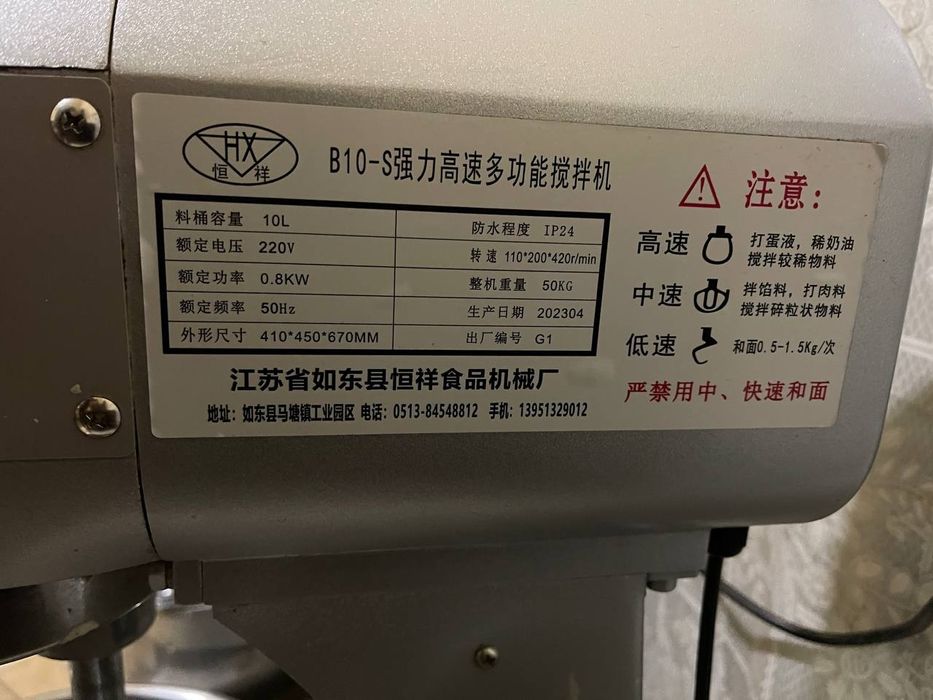 HX
恒祥
B10-S强力高速多功能搅拌机
料桶容量 10L
额定电压 220V
额定功率 0.8KW
额定频率 50Hz
外形尺寸 410*450*670MM
防水程度 IP24
转速 110*200*420r/min
整机重量 50KG
生产日期 202304
出厂编号 G1
江苏省如东县恒祥食品机械厂
地址：如东县马塘镇工业园区 电话：0513-84548812 手机：13951329012
注意：
高速 打蛋液，稀奶油
搅拌较稀物料
中速 拌馅料，打肉料
搅拌碎粒状物料
低速 和面0.5-1.5Kg/次
严禁用中、快速和面